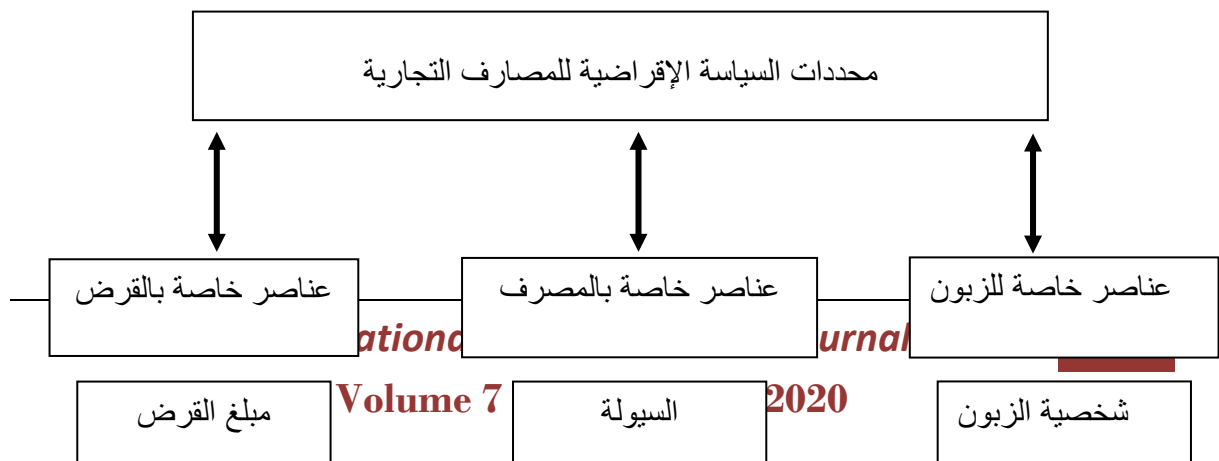 محددات السياسة الإقراضية للمصارف التجارية
عناصر خاصة للزبون
عناصر خاصة بالمصرف
عناصر خاصة بالقرض
شخصية الزبون
السيولة
مبلغ القرض
Volume 7
2020